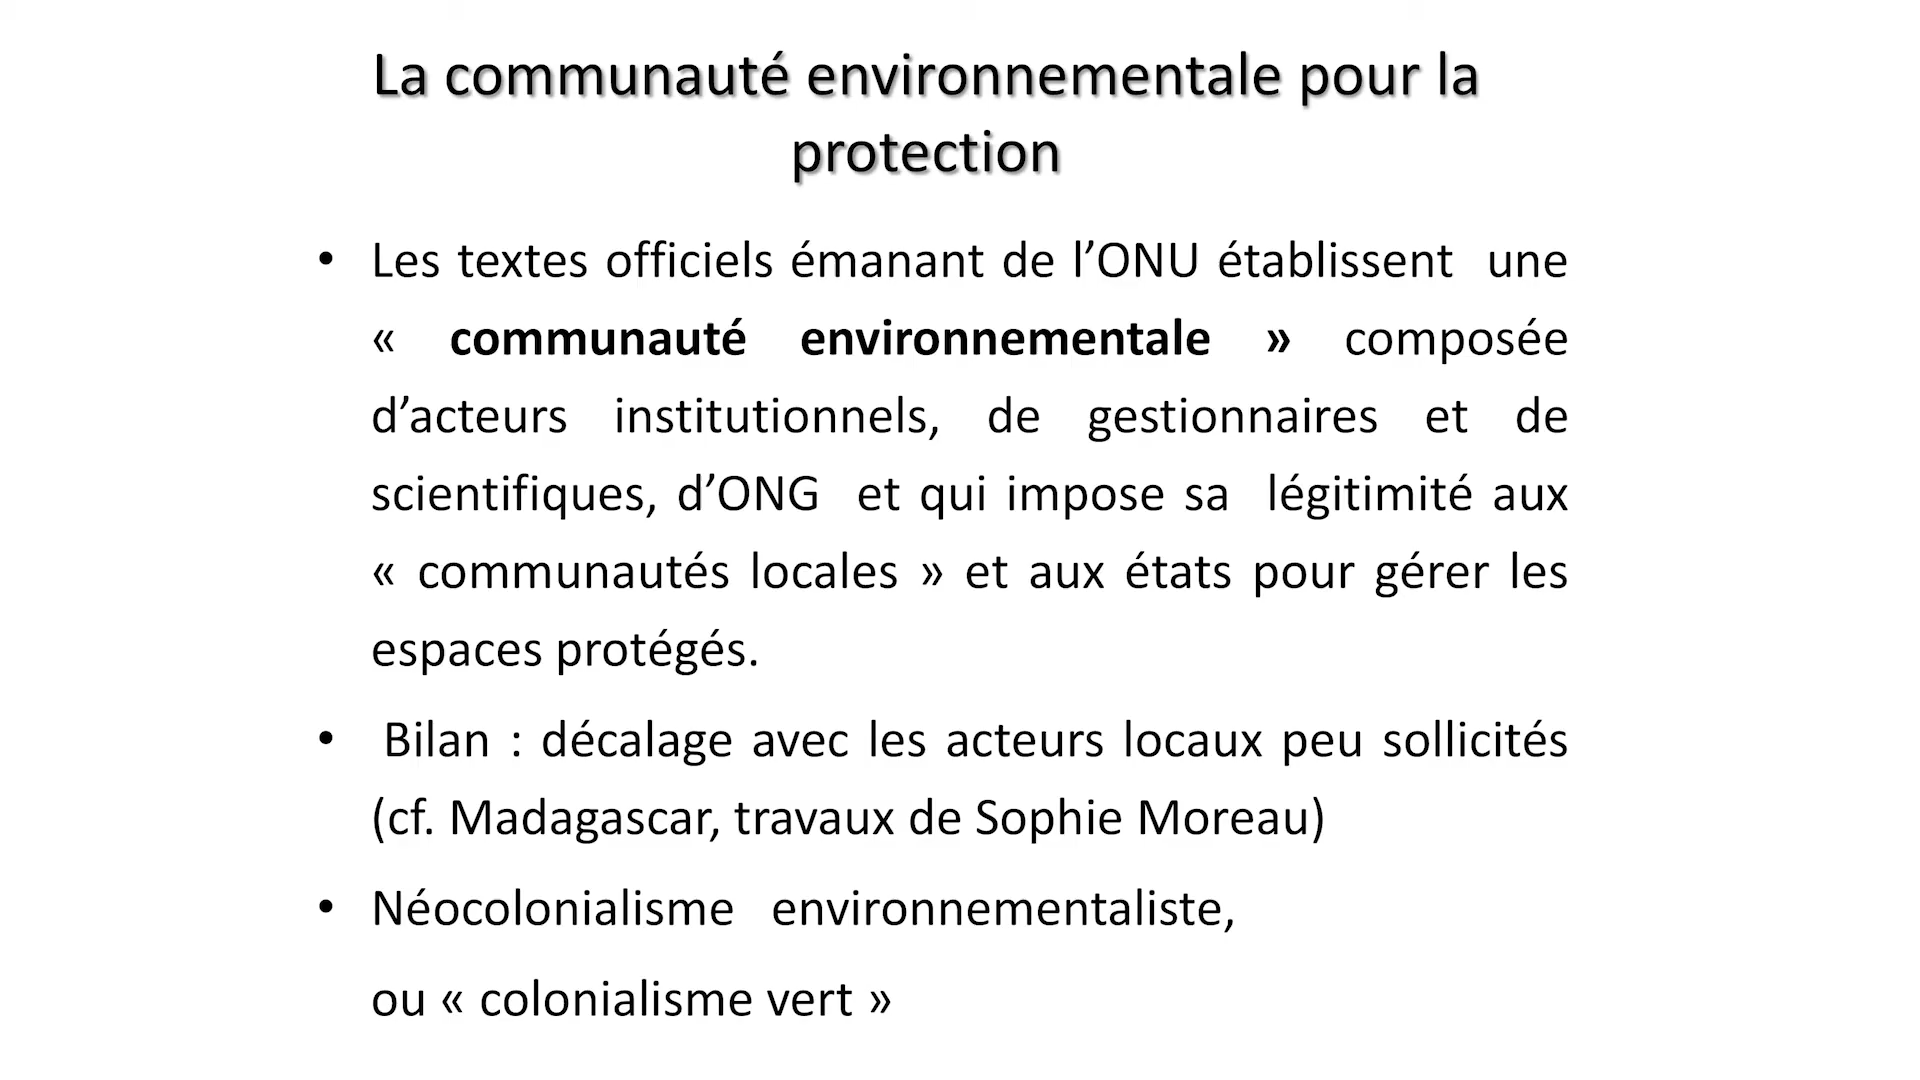 La communauté environnementale pour la
protection
• Les textes officiels émanant de l’ONU établissent une
« communauté environnementale » composée
d’acteurs institutionnels, de gestionnaires et de
scientifiques, d’ONG et qui impose sa légitimité aux
« communautés locales » et aux états pour gérer les
espaces protégés.
• Bilan : décalage avec les acteurs locaux peu sollicités
(cf. Madagascar, travaux de Sophie Moreau)
• Néocolonialisme environnementaliste,
ou « colonialisme vert »